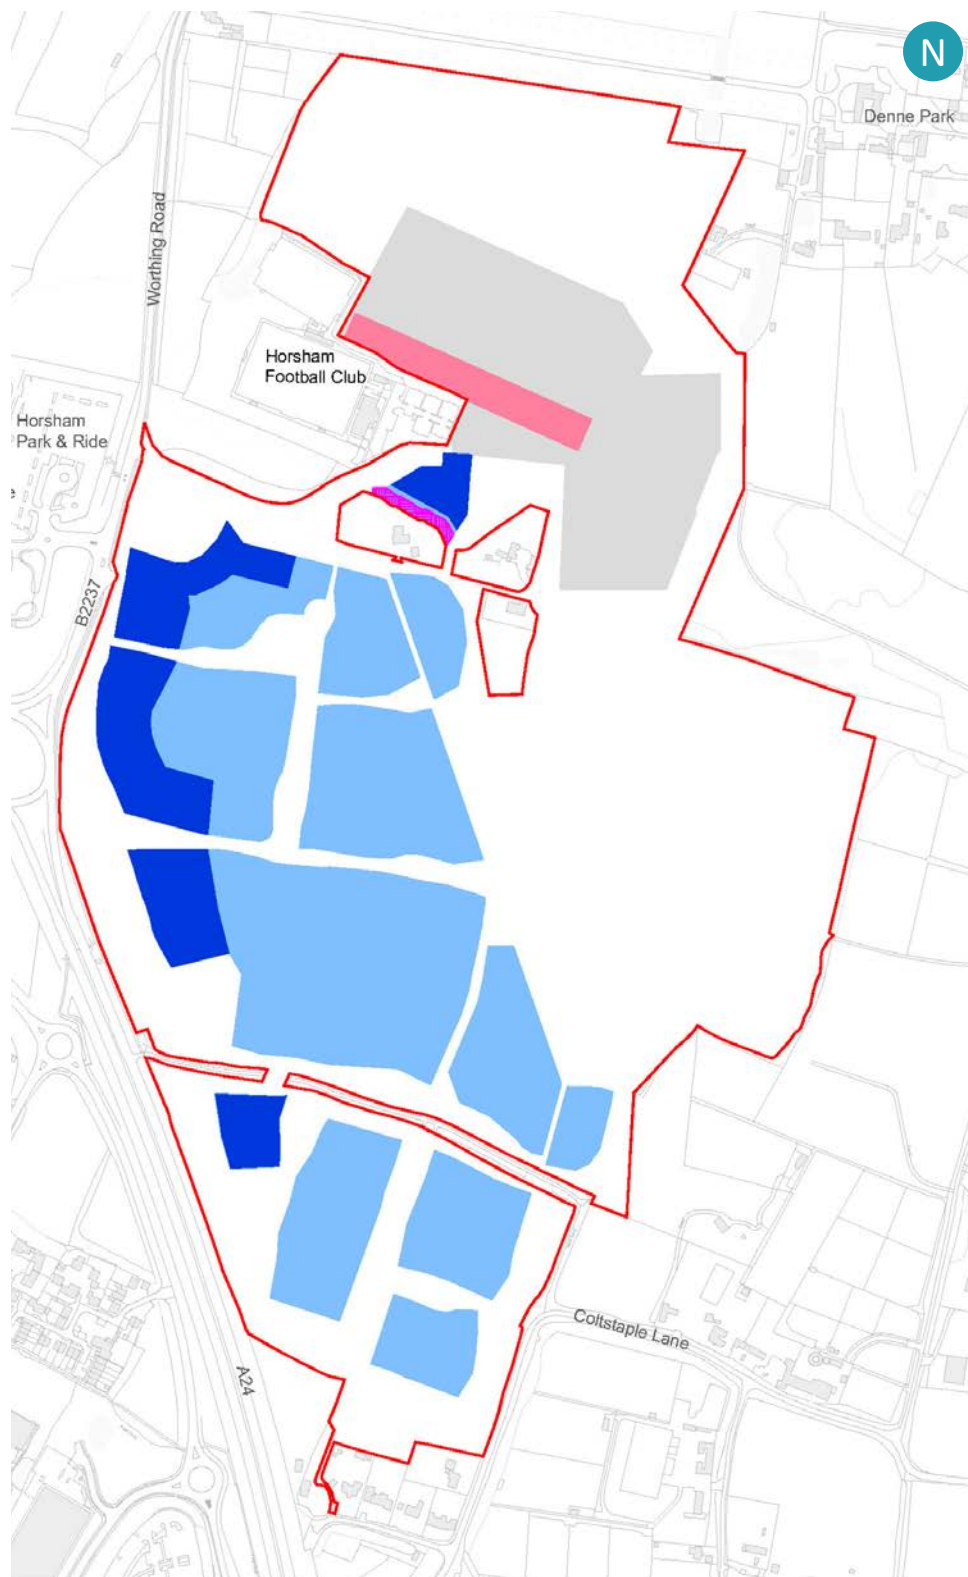 N
Denne Park
Worthing Road
Horsham
Football Club
Horsham
Park & Ride
B2237
Coltstaple Lane
A24